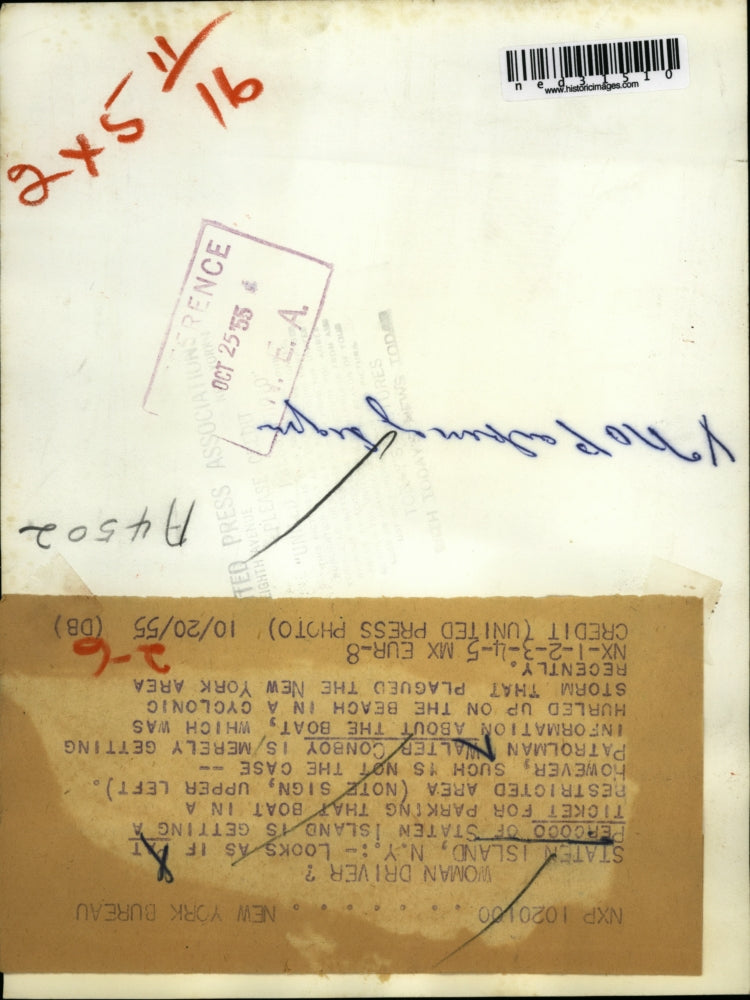 2 x 5 11/16
ned31510
www.historicimages.com
REFERENCE
OCT 25 '55
N. E. A.
A4502
NXP 1020100 . . . . . . . NEW YORK BUREAU
WOMAN DRIVER ?
STATEN ISLAND, N.Y.:- LOOKS AS IF
PERCOCO OF STATEN ISLAND IS GETTING A
TICKET FOR PARKING THAT BOAT IN A
RESTRICTED AREA (NOTE SIGN, UPPER LEFT).
HOWEVER, SUCH IS NOT THE CASE --
PATROLMAN WALTER CONBOY IS MERELY GETTING
INFORMATION ABOUT THE BOAT, WHICH WAS
HURLED UP ON THE BEACH IN A CYCLONIC
STORM THAT PLAGUED THE NEW YORK AREA
RECENTLY.
NX-1-2-3-4-5 MX EUR-8
CREDIT (UNITED PRESS PHOTO) 10/20/55 (DB)
2-6